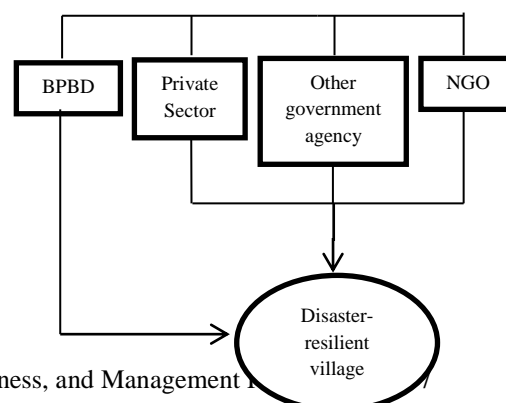 BPBD
Private
Sector
Other
government
agency
NGO
Disaster-
resilient
village
ness, and Management